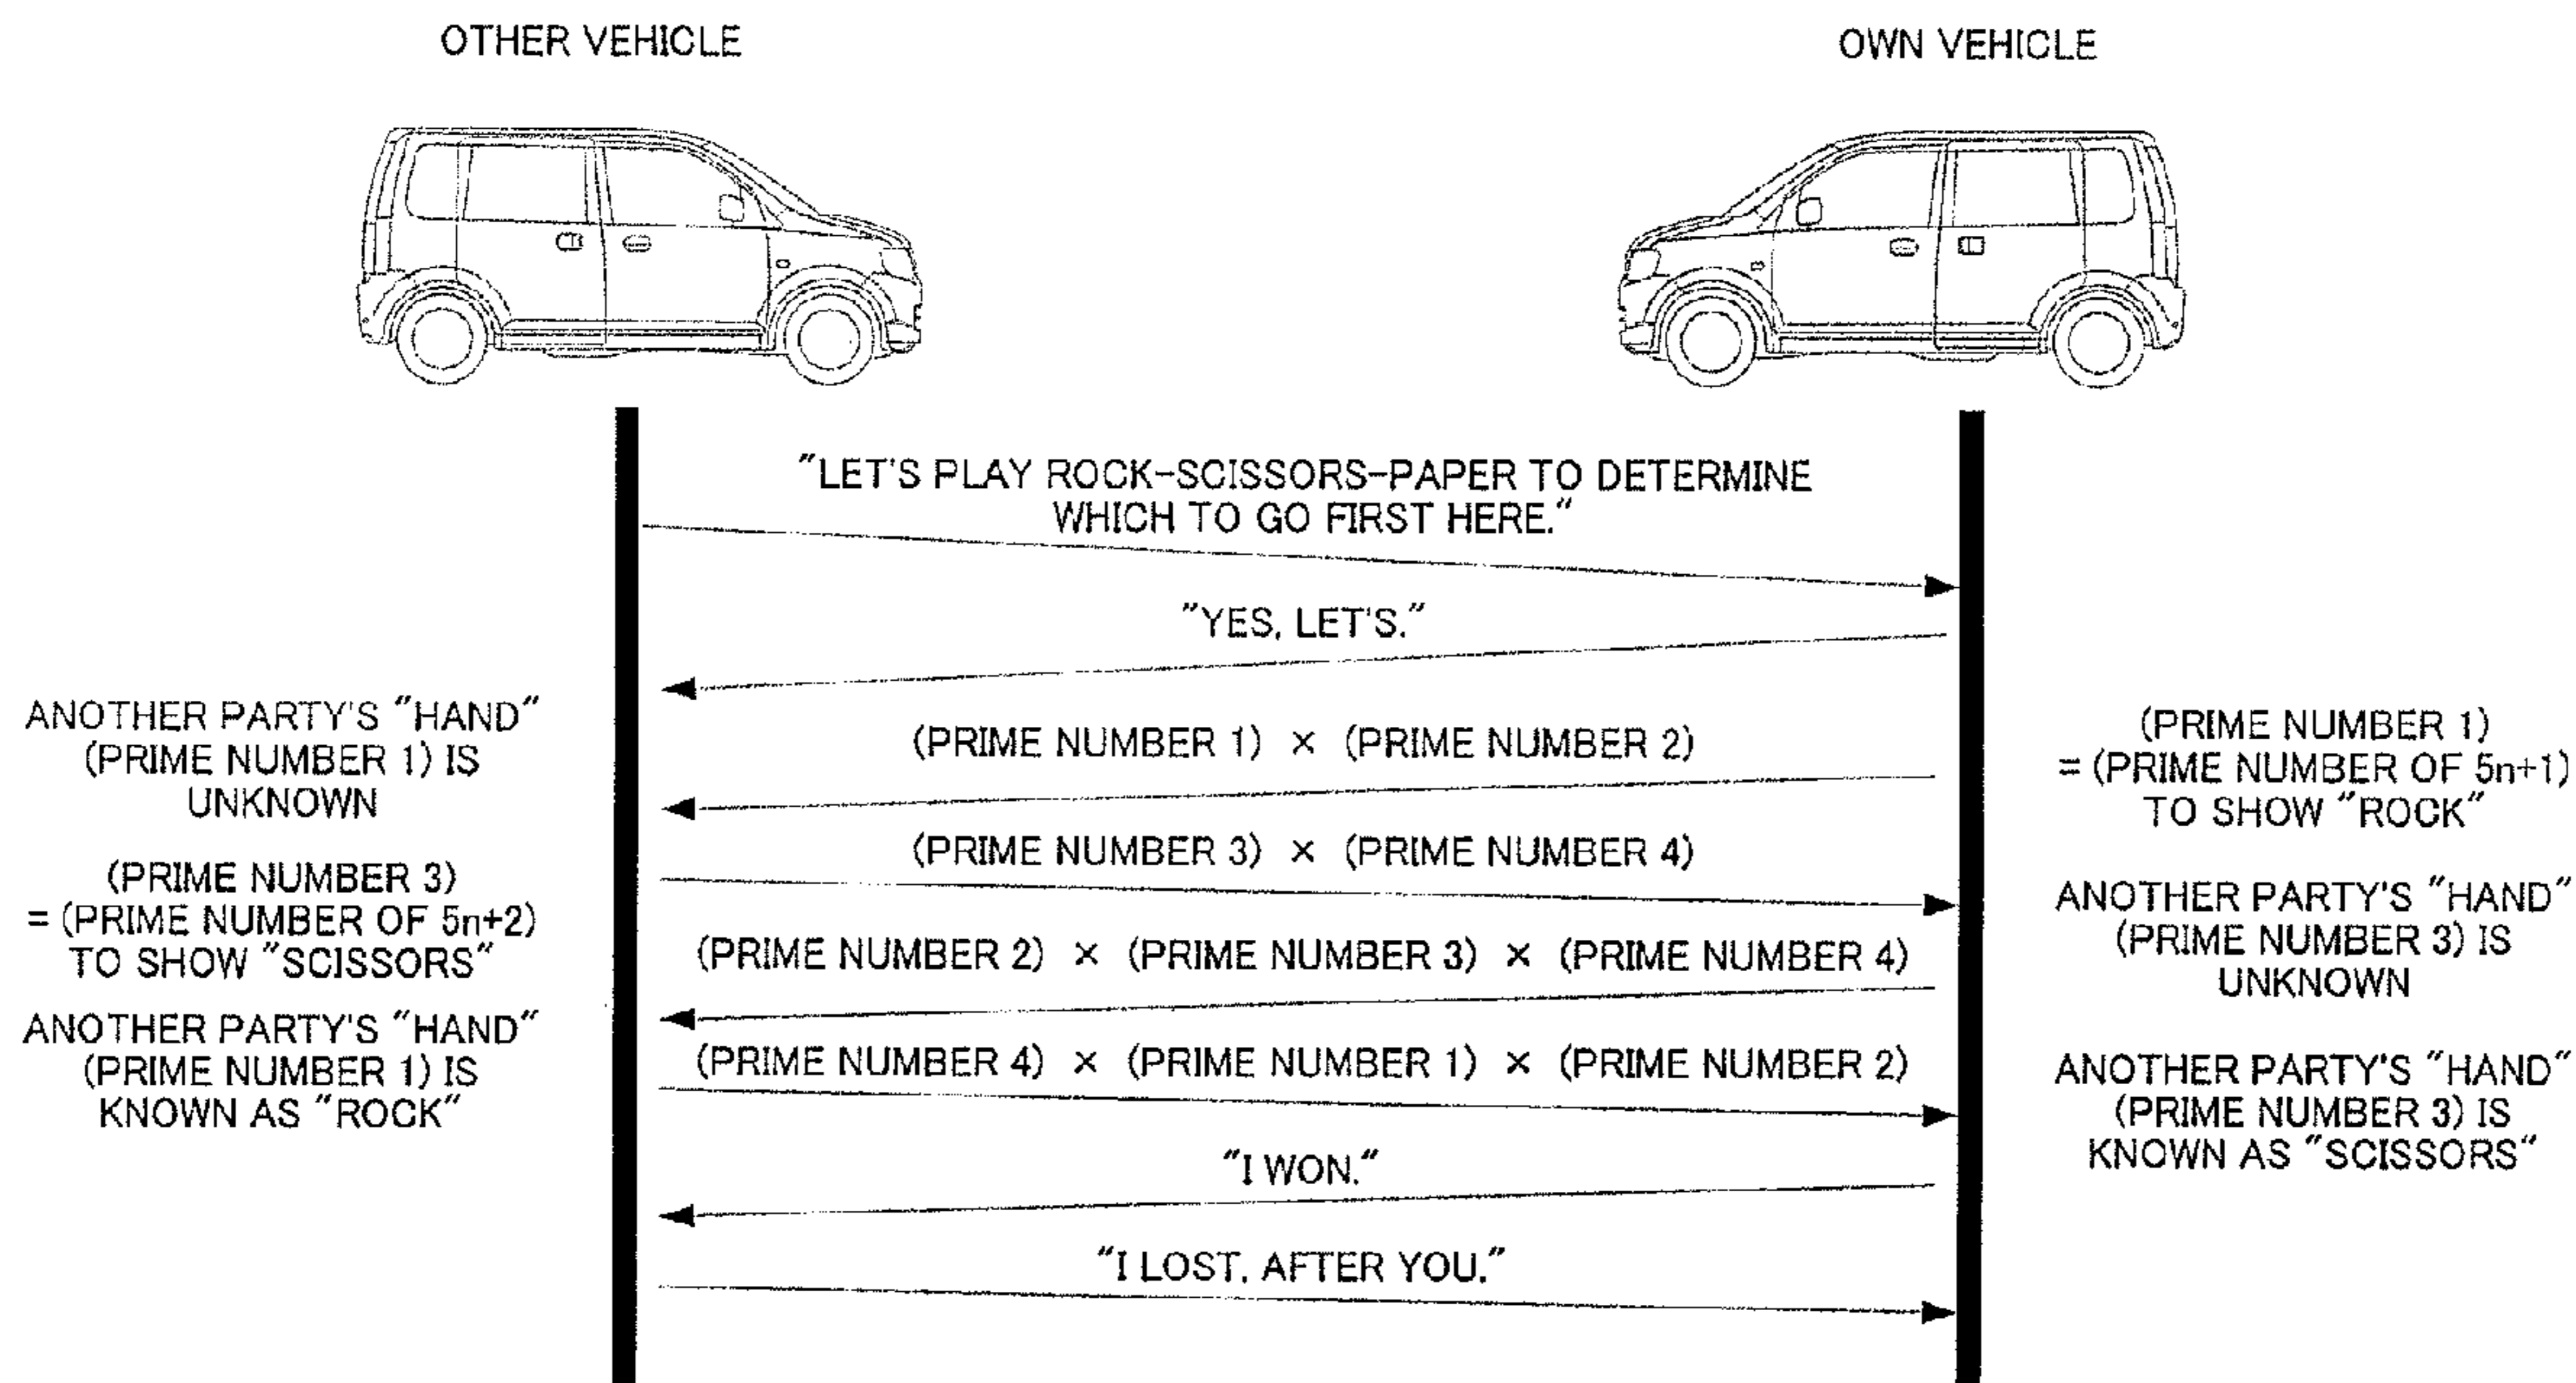 OTHER VEHICLE
OWN VEHICLE
"LET'S PLAY ROCK-SCISSORS-PAPER TO DETERMINE
WHICH TO GO FIRST HERE."
"YES, LET'S."
ANOTHER PARTY'S "HAND"
(PRIME NUMBER 1) IS
UNKNOWN
(PRIME NUMBER 1) × (PRIME NUMBER 2)
(PRIME NUMBER 1)
= (PRIME NUMBER OF 5n+1)
TO SHOW "ROCK"
(PRIME NUMBER 3) × (PRIME NUMBER 4)
(PRIME NUMBER 3)
= (PRIME NUMBER OF 5n+2)
TO SHOW "SCISSORS"
ANOTHER PARTY'S "HAND"
(PRIME NUMBER 3) IS
UNKNOWN
(PRIME NUMBER 2) × (PRIME NUMBER 3) × (PRIME NUMBER 4)
ANOTHER PARTY'S "HAND"
(PRIME NUMBER 1) IS
KNOWN AS "ROCK"
(PRIME NUMBER 4) × (PRIME NUMBER 1) × (PRIME NUMBER 2)
ANOTHER PARTY'S "HAND"
(PRIME NUMBER 3) IS
KNOWN AS "SCISSORS"
"I WON."
"I LOST. AFTER YOU."